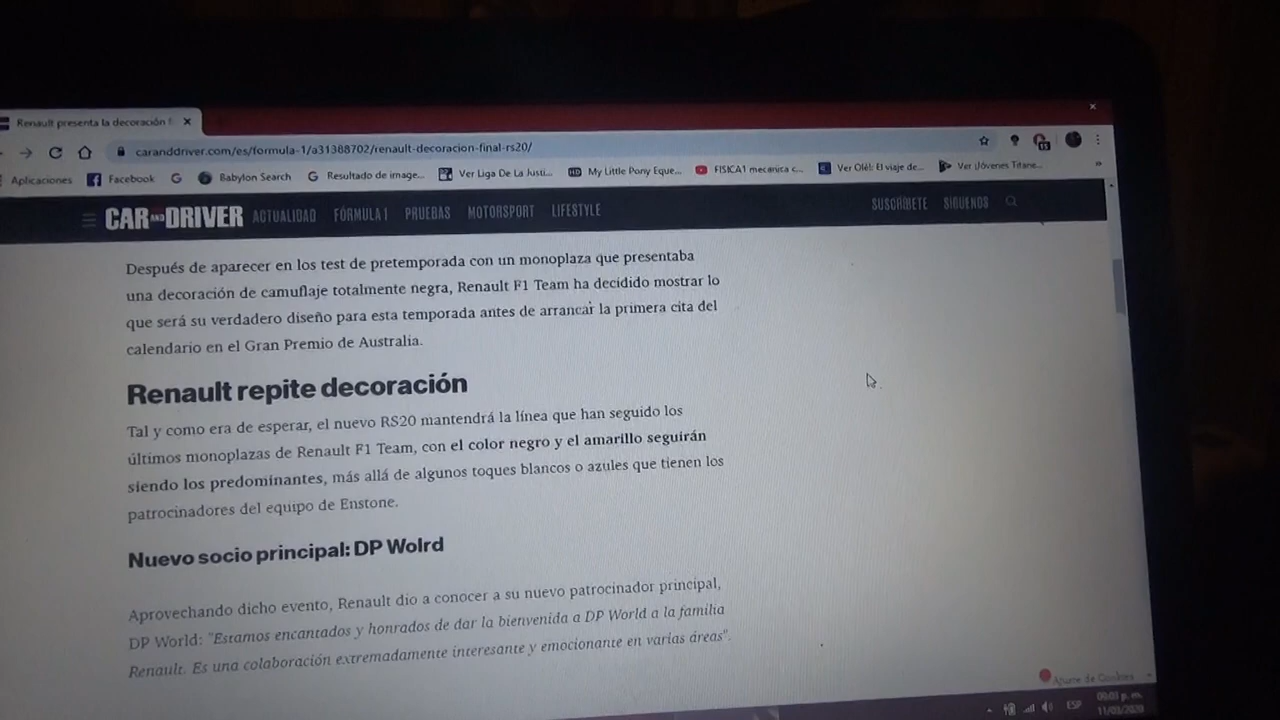 Renault presenta la decoración f
caranddriver.com/es/formula-1/a31388702/renault-decoracion-final-rs20/
Aplicaciones Facebook Babylon Search Resultado de image... Ver Liga De La Justi... My Little Pony Eque... FISICA1 mecanica c... Ver Olé!: El viaje de... Ver ¡Jóvenes Titane...
CAR AND DRIVER ACTUALIDAD FÓRMULA 1 PRUEBAS MOTORSPORT LIFESTYLE SUSCRÍBETE SÍGUENOS
Después de aparecer en los test de pretemporada con un monoplaza que presentaba
una decoración de camuflaje totalmente negra, Renault F1 Team ha decidido mostrar lo
que será su verdadero diseño para esta temporada antes de arrancar la primera cita del
calendario en el Gran Premio de Australia.
Renault repite decoración
Tal y como era de esperar, el nuevo RS20 mantendrá la línea que han seguido los
últimos monoplazas de Renault F1 Team, con el color negro y el amarillo seguirán
siendo los predominantes, más allá de algunos toques blancos o azules que tienen los
patrocinadores del equipo de Enstone.
Nuevo socio principal: DP Wolrd
Aprovechando dicho evento, Renault dio a conocer a su nuevo patrocinador principal,
DP World: "Estamos encantados y honrados de dar la bienvenida a DP World a la familia
Renault. Es una colaboración extremadamente interesante y emocionante en varias áreas".
Ajuste de Cookies
ESP
p. m.
11/03/2020